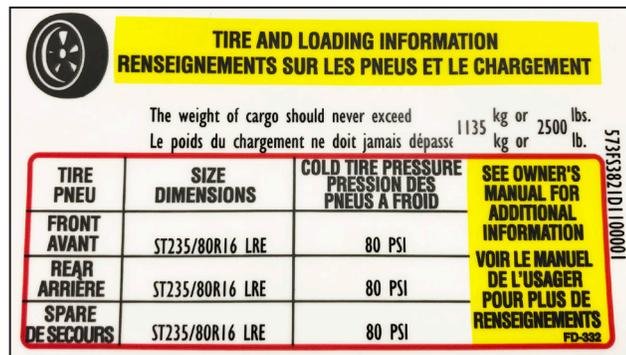 TIRE AND LOADING INFORMATION
RENSEIGNEMENTS SUR LES PNEUS ET LE CHARGEMENT
The weight of cargo should never exceed 1135 kg or 2500 lbs.
Le poids du chargement ne doit jamais dépasse kg or lb.
TIRE
PNEU
SIZE
DIMENSIONS
COLD TIRE PRESSURE
PRESSION DES
PNEUS A FROID
SEE OWNER'S
MANUAL FOR
ADDITIONAL
INFORMATION
VOIR LE MANUEL
DE L'USAGER
POUR PLUS DE
RENSEIGNEMENTS
FD-332
FRONT
AVANT
ST235/80R16 LRE
80 PSI
REAR
ARRIÈRE
ST235/80R16 LRE
80 PSI
SPARE
DE SECOURS
ST235/80R16 LRE
80 PSI
573FS3821D1100001